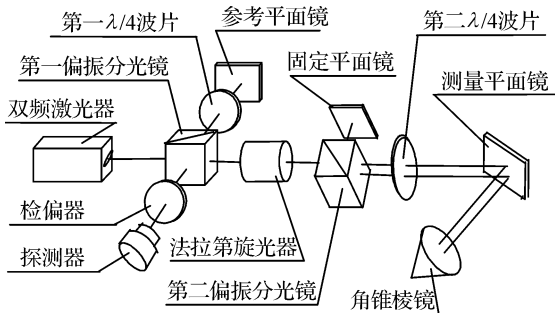 参考平面镜
第一λ/4波片
第二λ/4波片
第一偏振分光镜
固定平面镜
测量平面镜
双频激光器
检偏器
探测器
法拉第旋光器
第二偏振分光镜
角锥棱镜